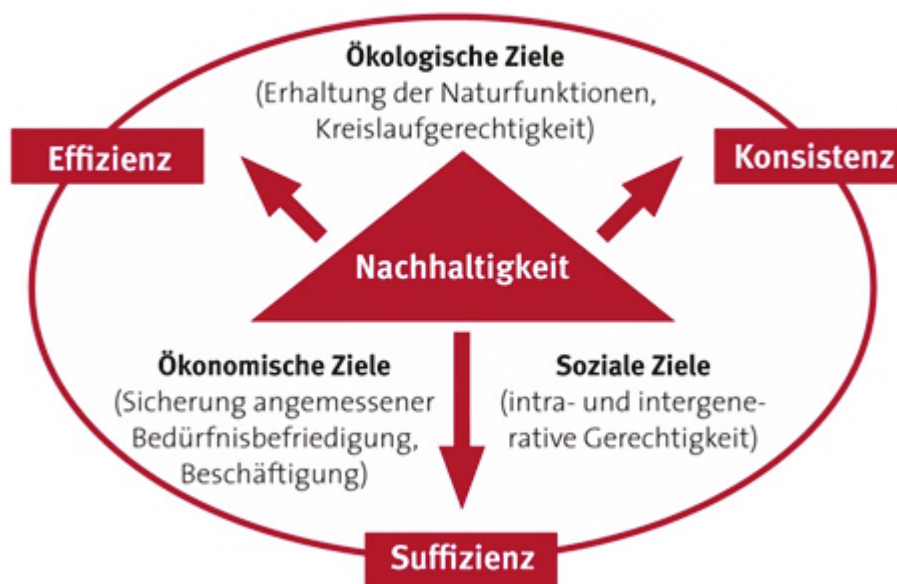 Ökologische Ziele
(Erhaltung der Naturfunktionen,
Kreislaufgerechtigkeit)
Effizienz
Konsistenz
Nachhaltigkeit
Ökonomische Ziele
(Sicherung angemessener
Bedürfnisbefriedigung,
Beschäftigung)
Soziale Ziele
(intra- und intergene-
rative Gerechtigkeit)
Suffizienz